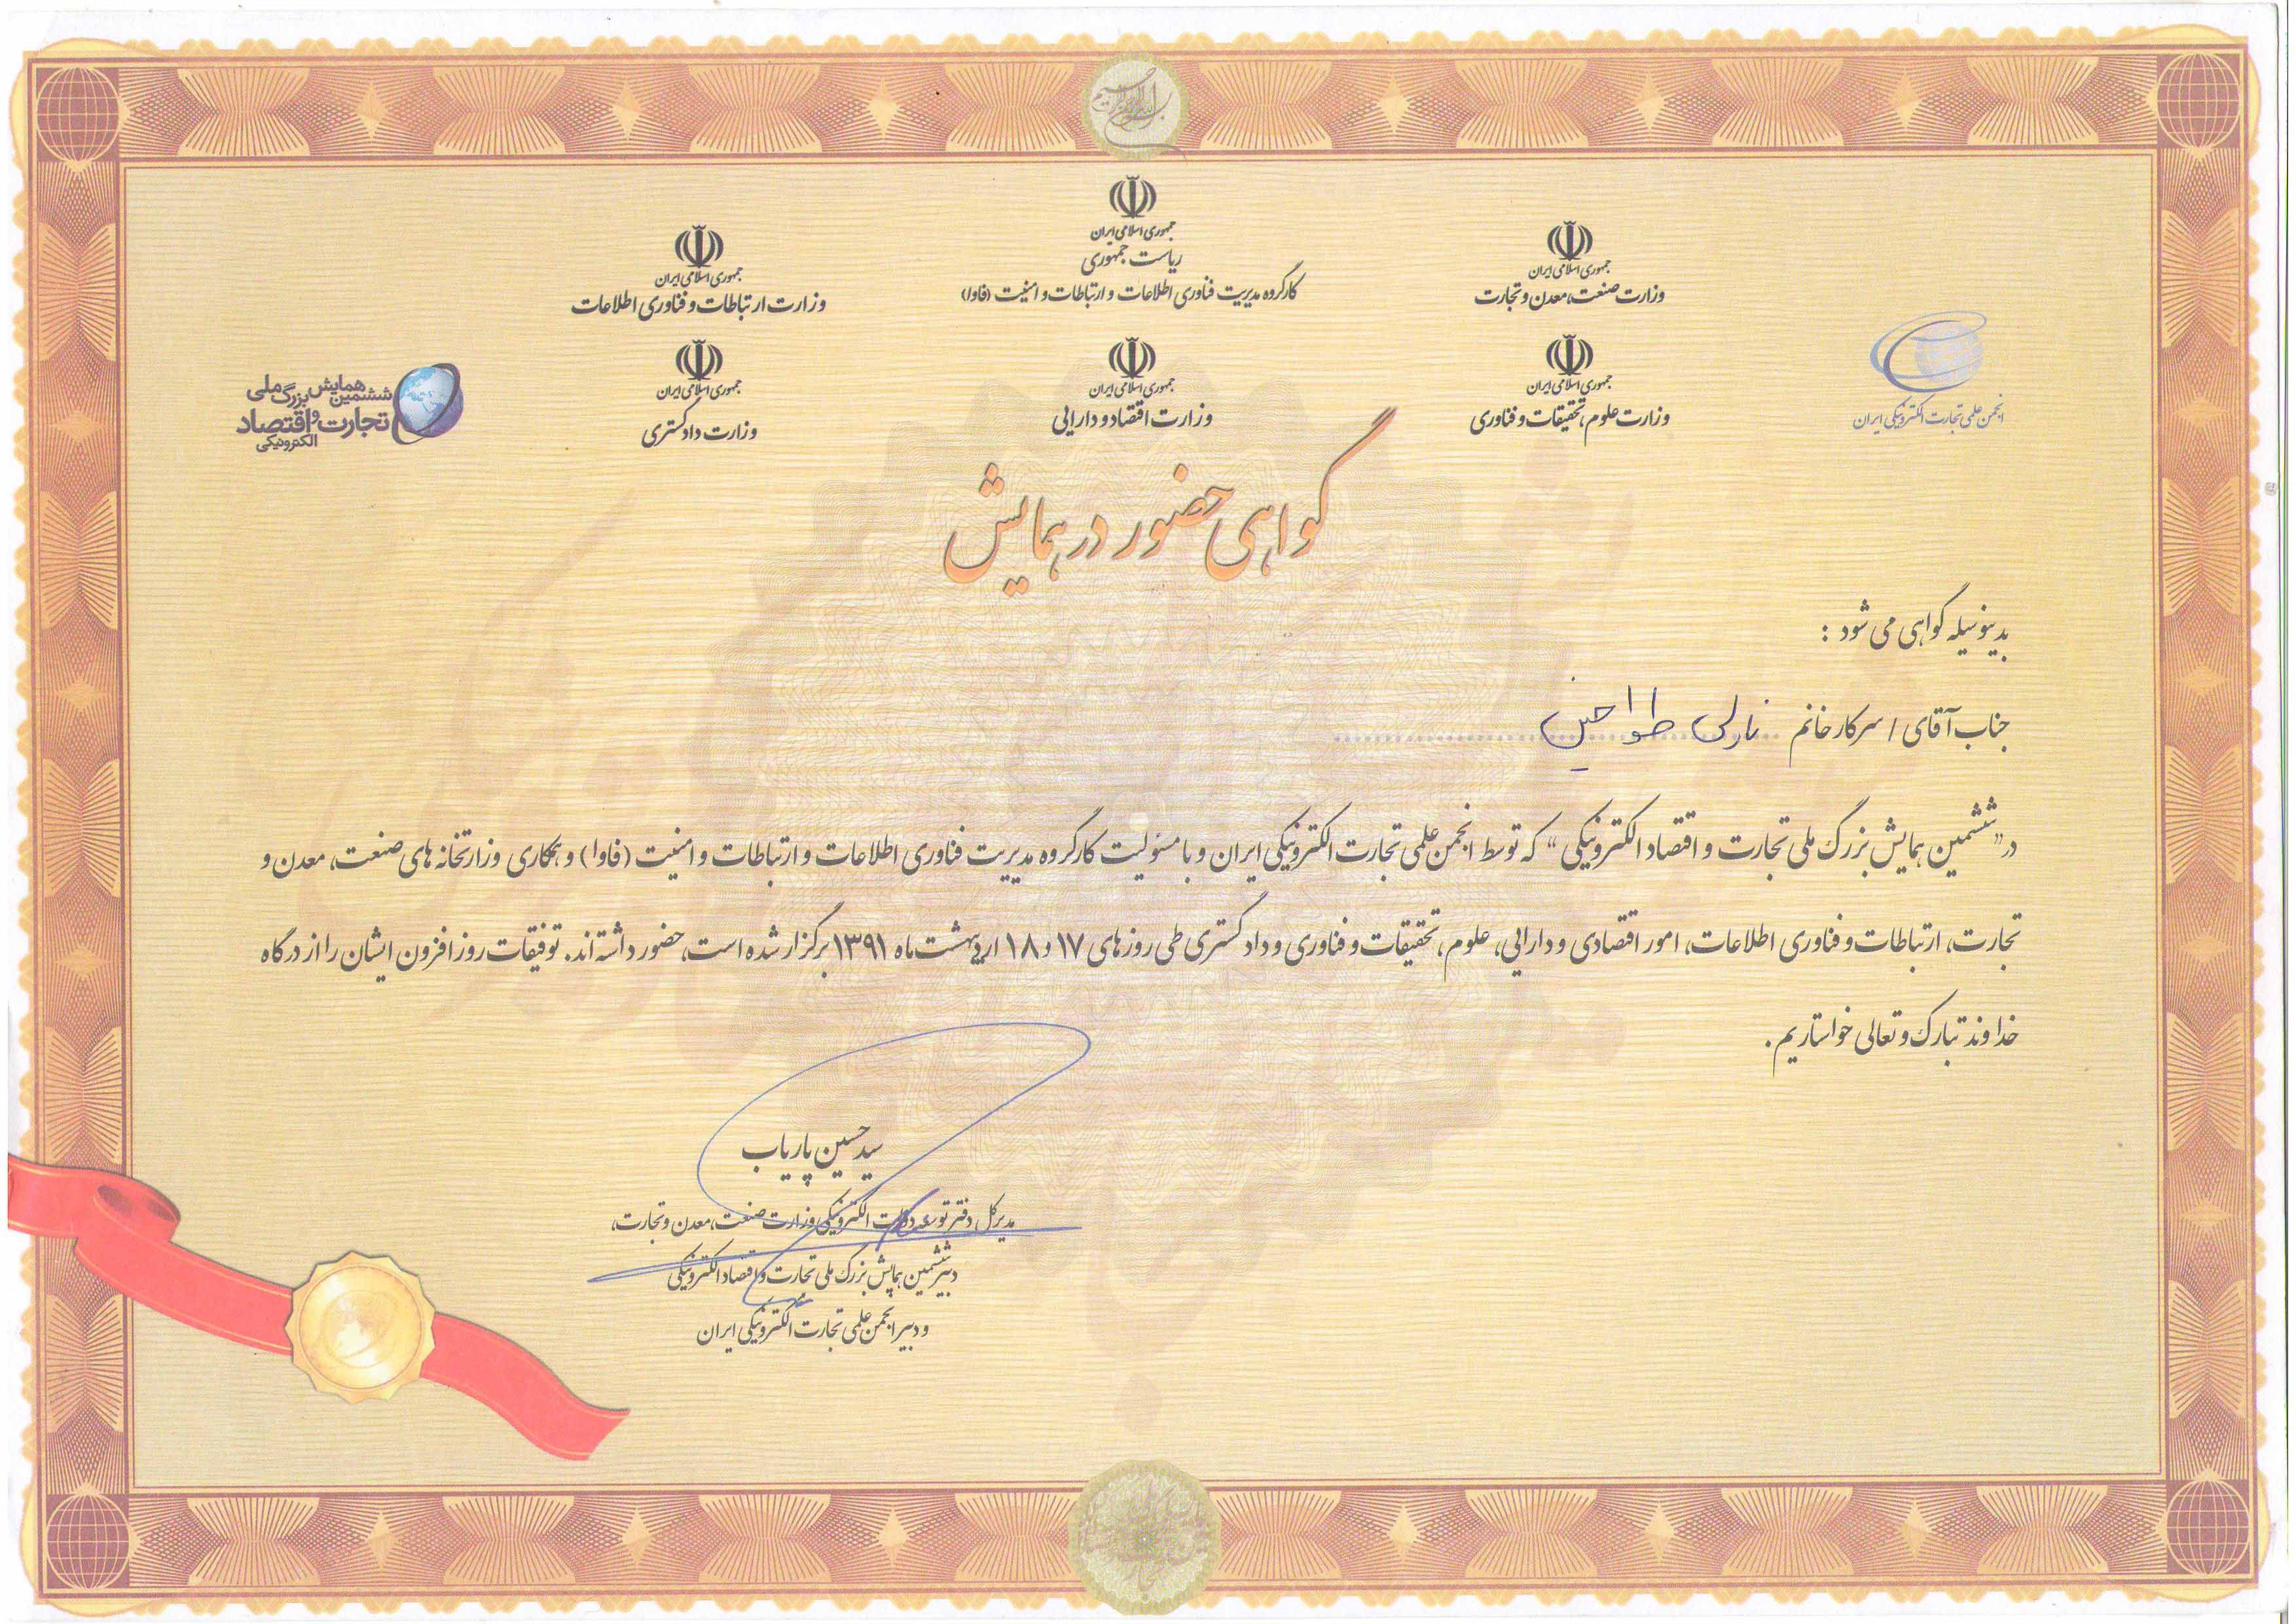 جمهوری اسلامی ایران
ریاست جمهوری
کارگروه مدیریت فناوری اطلاعات و ارتباطات و امنیت (فاوا)
جمهوری اسلامی ایران
وزارت صنعت، معدن و تجارت
جمهوری اسلامی ایران
وزارت ارتباطات و فناوری اطلاعات
انجمن علمی تجارت الکترونیکی ایران
جمهوری اسلامی ایران
وزارت علوم، تحقیقات و فناوری
جمهوری اسلامی ایران
وزارت اقتصاد و دارایی
جمهوری اسلامی ایران
وزارت دادگستری
ششمین همایش بزرگ ملی
تجارت و اقتصاد
الکترونیکی
گواهی حضور در همایش
بدینوسیله گواهی می شود :
جناب آقای / سرکار خانم
در "ششمین همایش بزرگ ملی تجارت و اقتصاد الکترونیکی" که توسط انجمن علمی تجارت الکترونیکی ایران و با مسئولیت کارگروه مدیریت فناوری اطلاعات و ارتباطات و امنیت (فاوا) و همکاری وزارتخانه های صنعت، معدن و
تجارت، ارتباطات و فناوری اطلاعات، امور اقتصادی و دارایی، علوم، تحقیقات و فناوری و دادگستری طی روزهای ۱۷ و ۱۸ اردیبهشت ماه ۱۳۹۱ برگزار شده است، حضور داشته اند. توفیقات روزافزون ایشان را از درگاه
خداوند تبارک و تعالی خواستاریم.
سید حسین پاریاب
مدیرکل دفتر توسعه تجارت الکترونیکی وزارت صنعت، معدن و تجارت،
دبیر ششمین همایش بزرگ ملی تجارت و اقتصاد الکترونیکی
و دبیر انجمن علمی تجارت الکترونیکی ایران